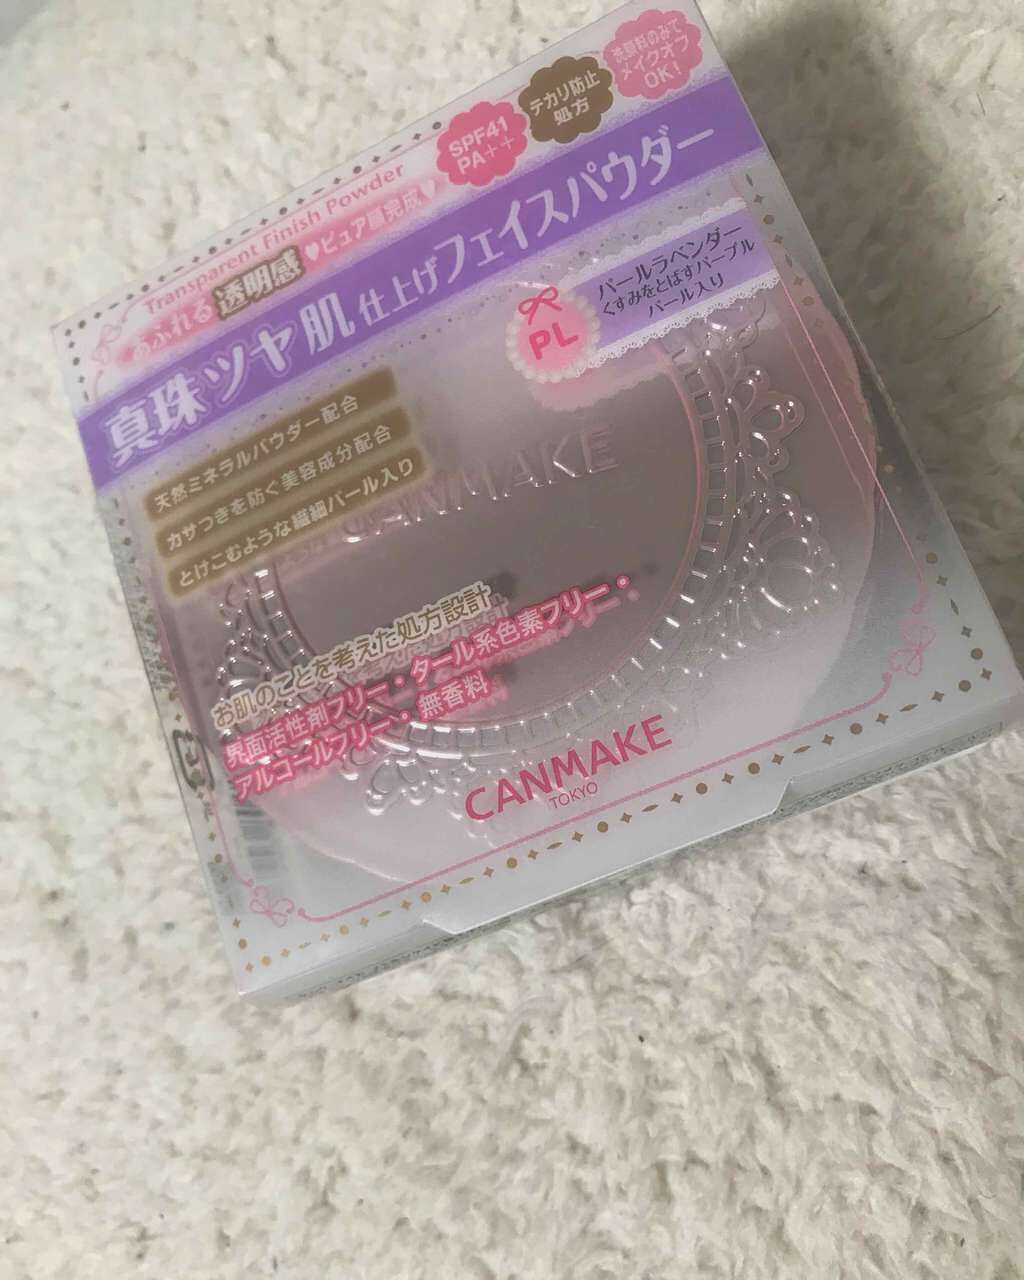 SPF41
PA++
テカリ防止
処方
洗顔料のみで
メイクオフ
OK!
Transparent Finish Powder
あふれる透明感♥ピュア肌完成♥
真珠ツヤ肌仕上げフェイスパウダー
PL
パールラベンダー
くすみをとばすパープル
パール入り
天然ミネラルパウダー配合
カサつきを防ぐ美容成分配合
とけこむような繊細パール入り
CANMAKE
お肌のことを考えた処方設計
界面活性剤フリー・タール系色素フリー・
アルコールフリー・無香料
CANMAKE
TOKYO